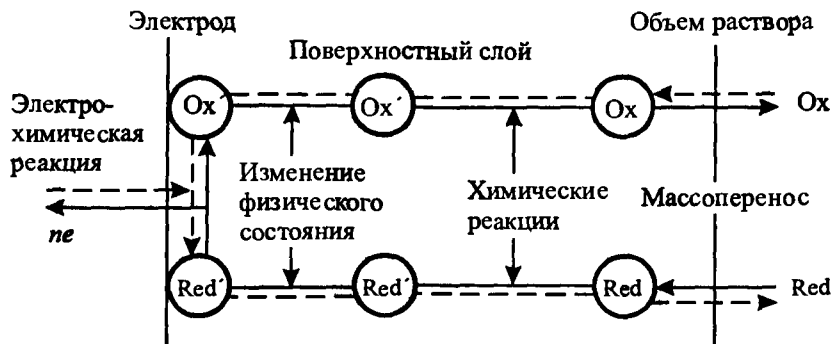 Электрод
Объем раствора
Поверхностный слой
Электро-
химическая
реакция
Ox´
Ox´
Ox
Ox
Изменение
физического
состояния
Химические
реакции
Массоперенос
ne
Red´
Red´
Red
Red